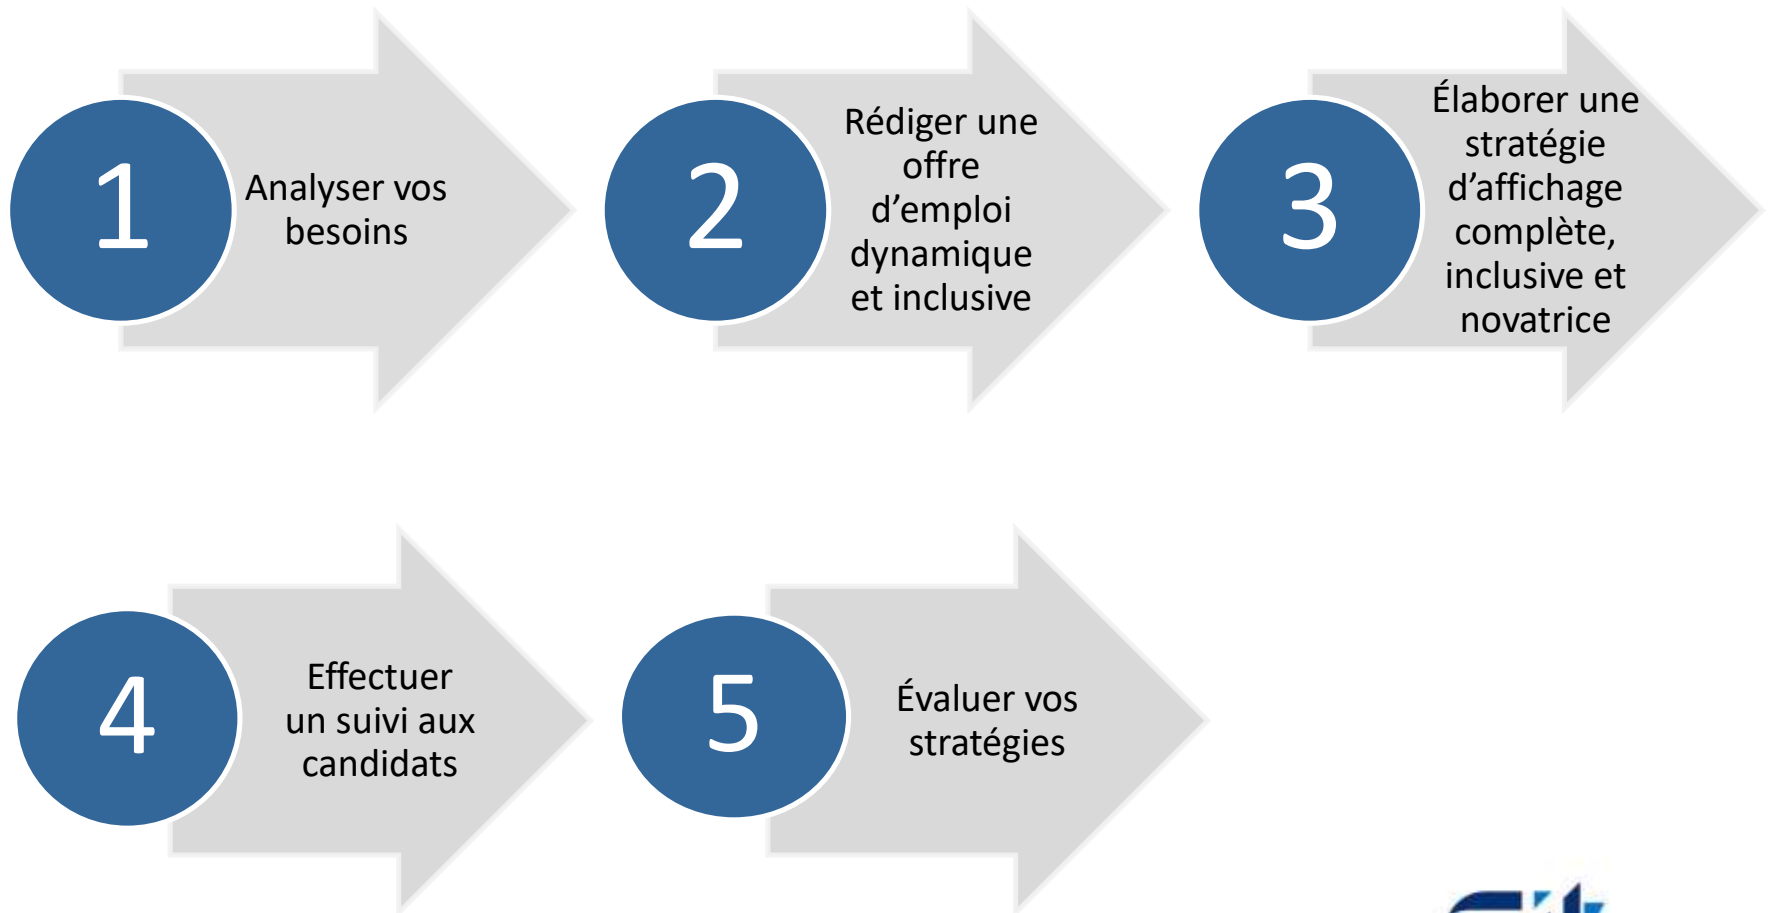 1
Analyser vos
besoins
2
Rédiger une
offre
d’emploi
dynamique
et inclusive
3
Élaborer une
stratégie
d’affichage
complète,
inclusive et
novatrice
4
Effectuer
un suivi aux
candidats
5
Évaluer vos
stratégies